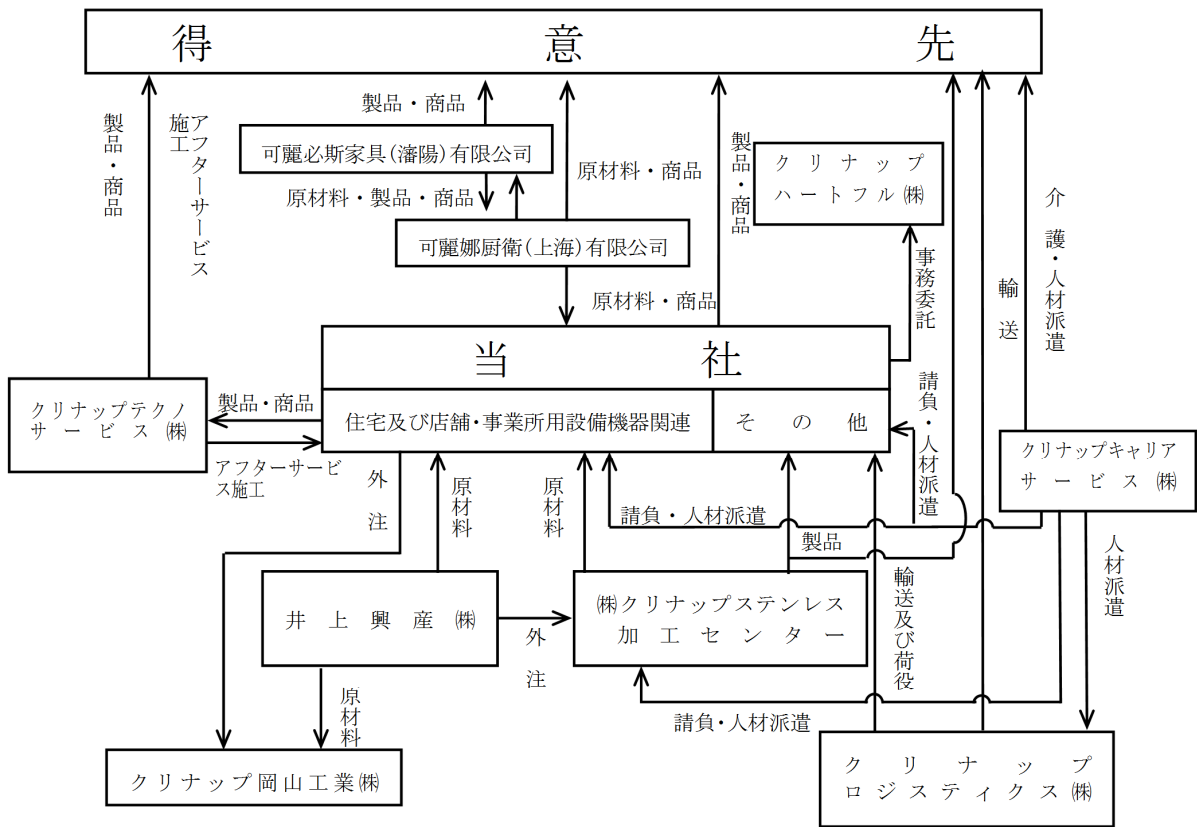 得意先
製品・商品
アフターサービス
施工
製品・商品
可麗必斯家具(瀋陽)有限公司
原材料・製品・商品
原材料・商品
可麗娜厨衛(上海)有限公司
原材料・商品
製品・商品
クリナップ
ハートフル㈱
事務委託
介護・人材派遣
輸送
当社
住宅及び店舗・事業所用設備機器関連
その他
クリナップテクノ
サービス㈱
製品・商品
アフターサービ
ス施工
請負・人材派遣
クリナップキャリア
サービス㈱
外注
原材料
原材料
請負・人材派遣
製品
人材派遣
井上興産㈱
外注
㈱クリナップステンレス
加工センター
輸送及び荷役
原材料
請負・人材派遣
クリナップ岡山工業㈱
クリナップ
ロジスティクス㈱